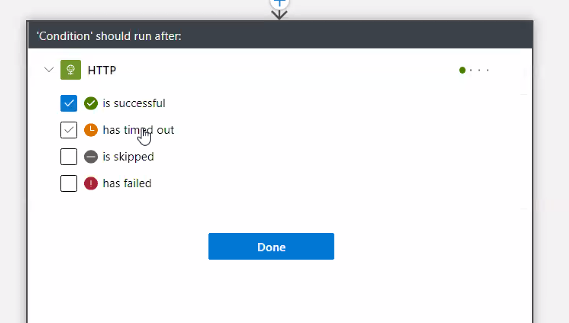 'Condition' should run after:
HTTP
is successful
has timed out
is skipped
has failed
Done